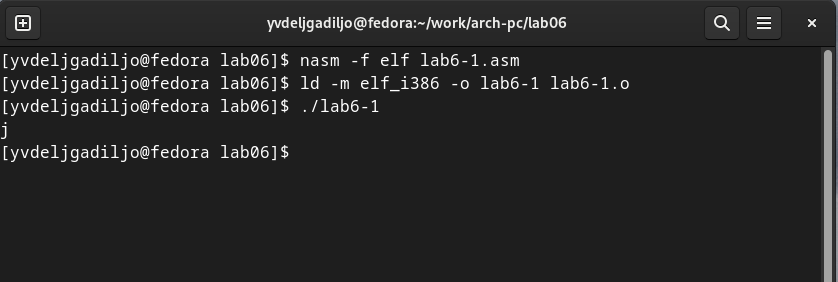 yvdeljgadiljo@fedora:~/work/arch-pc/lab06
[yvdeljgadiljo@fedora lab06]$ nasm -f elf lab6-1.asm
[yvdeljgadiljo@fedora lab06]$ ld -m elf_i386 -o lab6-1 lab6-1.o
[yvdeljgadiljo@fedora lab06]$ ./lab6-1
j
[yvdeljgadiljo@fedora lab06]$